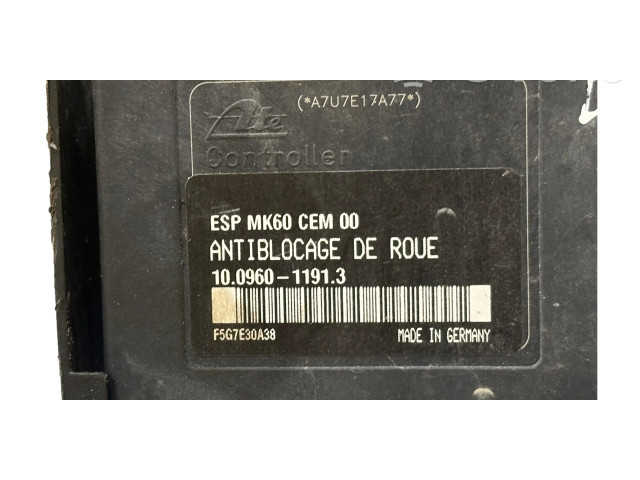 (*A7U7E17A77*)
Ate
Controller
ESP MK60 CEM 00
ANTIBLOCAGE DE ROUE
10.0960-1191.3
F5G7E30A38 MADE IN GERMANY